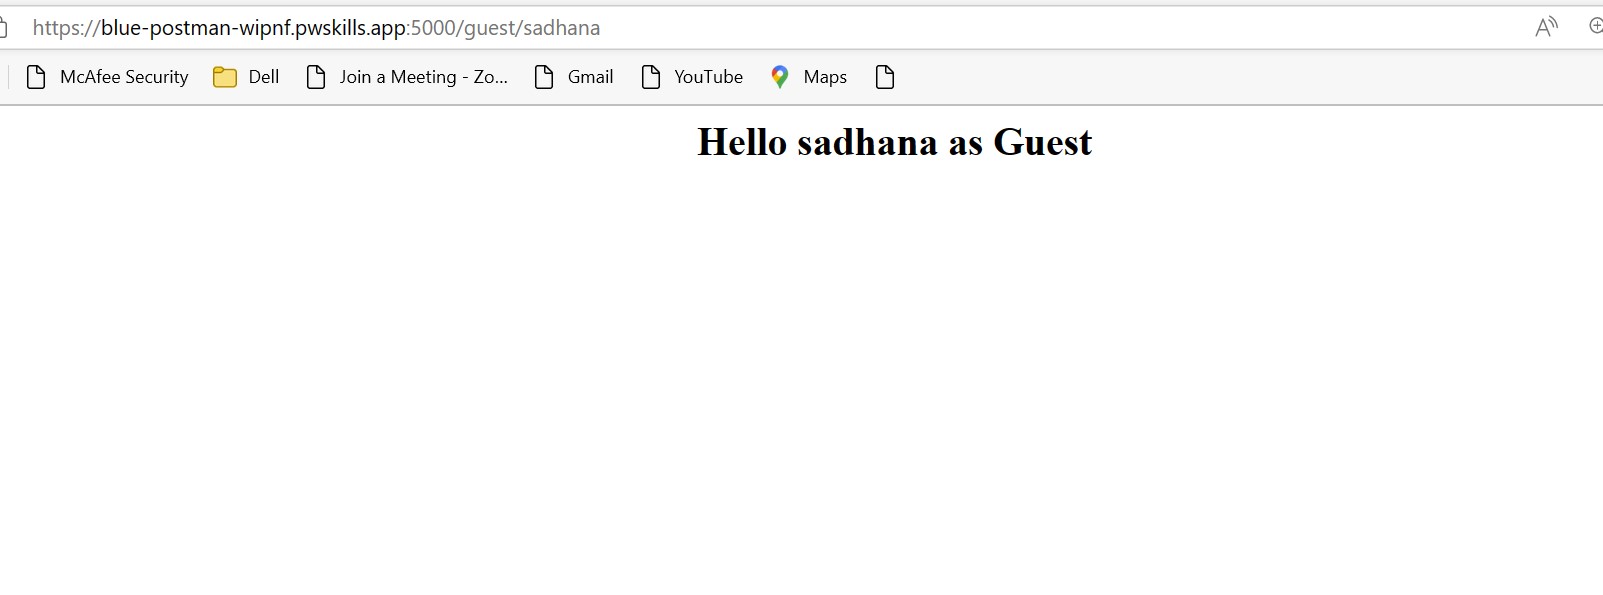 https://blue-postman-wipnf.pwskills.app:5000/guest/sadhana
McAfee Security Dell Join a Meeting - Zo... Gmail YouTube Maps
Hello sadhana as Guest